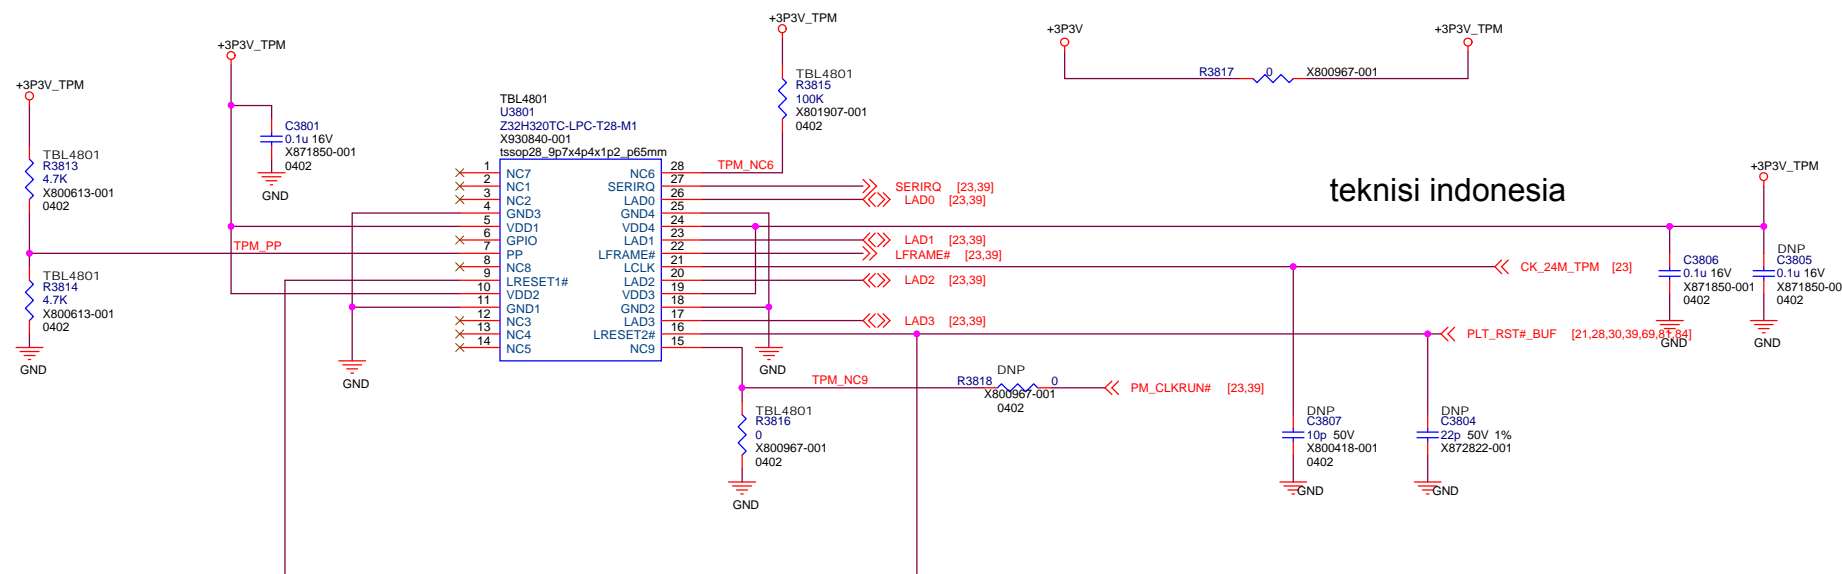 +3P3V_TPM
TBL4801
R3813
4.7K
X800613-001
0402
TPM_PP
TBL4801
R3814
4.7K
X800613-001
0402
GND
+3P3V_TPM
C3801
0.1u 16V
X871850-001
0402
GND
GND
TBL4801
U3801
Z32H320TC-LPC-T28-M1
X930840-001
tssop28_9p7x4p4x1p2_p65mm
1 NC7 NC6 28
2 NC1 SERIRQ 27
3 NC2 LAD0 26
4 GND3 GND4 25
5 VDD1 VDD4 24
6 GPIO LAD1 23
7 PP LFRAME# 22
8 NC8 LCLK 21
9 LRESET1# LAD2 20
10 VDD2 VDD3 19
11 GND1 GND2 18
12 NC3 LAD3 17
13 NC4 LRESET2# 16
14 NC5 NC9 15
+3P3V_TPM
TBL4801
R3815
100K
X801907-001
0402
TPM_NC6
SERIRQ [23,39]
LAD0 [23,39]
LAD1 [23,39]
LFRAME# [23,39]
LAD2 [23,39]
LAD3 [23,39]
GND
TPM_NC9
DNP
R3818 0
X800967-001
0402
PM_CLKRUN# [23,39]
TBL4801
R3816
0
X800967-001
0402
GND
+3P3V
+3P3V_TPM
R3817 0 X800967-001
teknisi indonesia
+3P3V_TPM
CK_24M_TPM [23]
C3806
0.1u 16V
X871850-001
0402
GND
DNP
C3805
0.1u 16V
X871850-00
0402
GND
PLT_RST#_BUF [21,28,30,39,69,81,84]
DNP
C3807
10p 50V
X800418-001
0402
GND
DNP
C3804
22p 50V 1%
X872822-001
GND